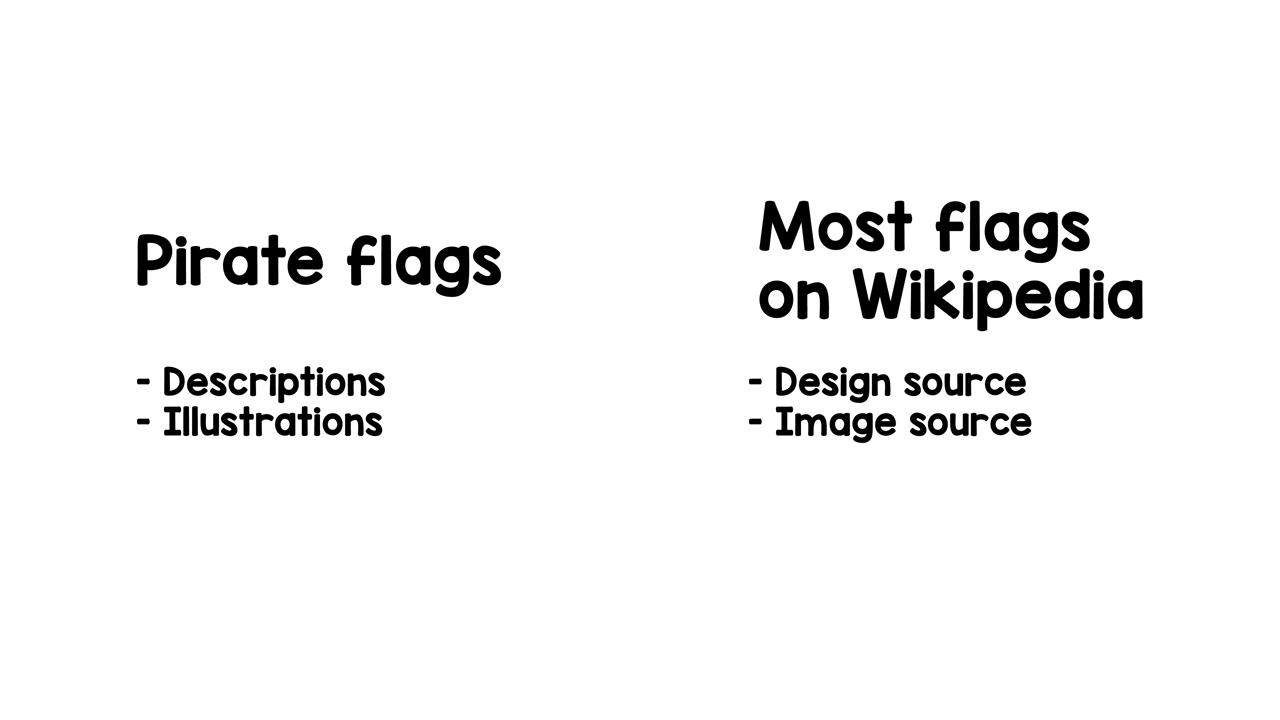 Pirate flags
- Descriptions
- Illustrations
Most flags
on Wikipedia
- Design source
- Image source